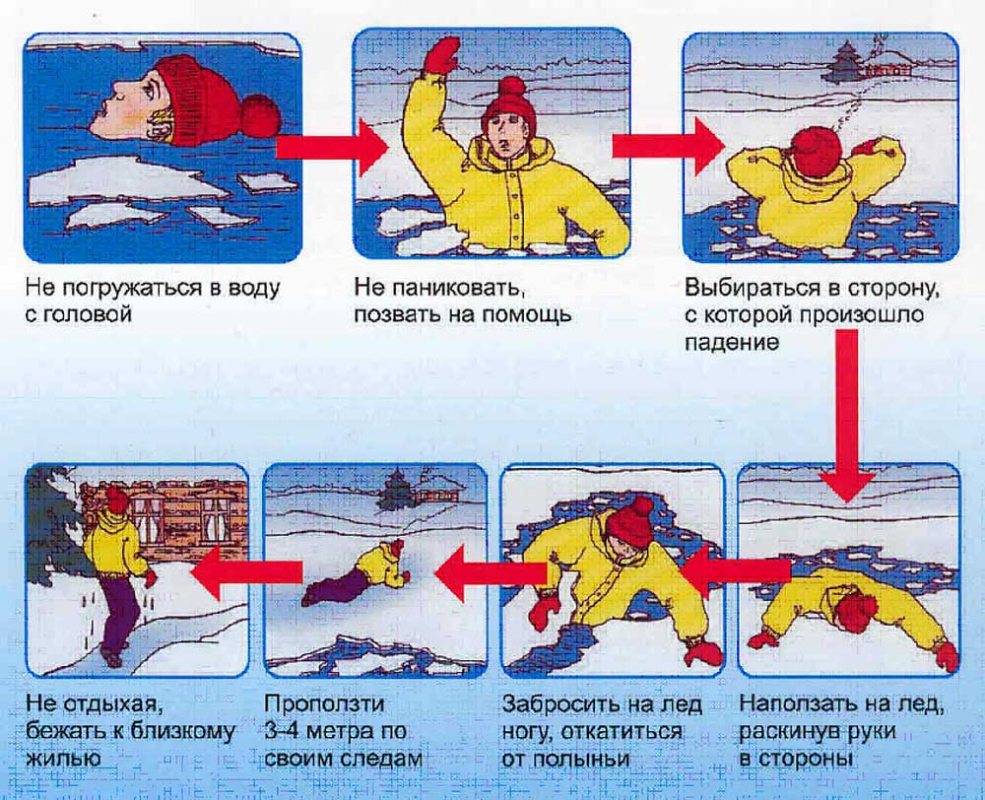 Не погружаться в воду
с головой
Не паниковать,
позвать на помощь
Выбираться в сторону,
с которой произошло
падение
Наползать на лед,
раскинув руки
в стороны
Забросить на лед
ногу, откатиться
от полыньи
Проползти
3-4 метра по
своим следам
Не отдыхая,
бежать к близкому
жилью